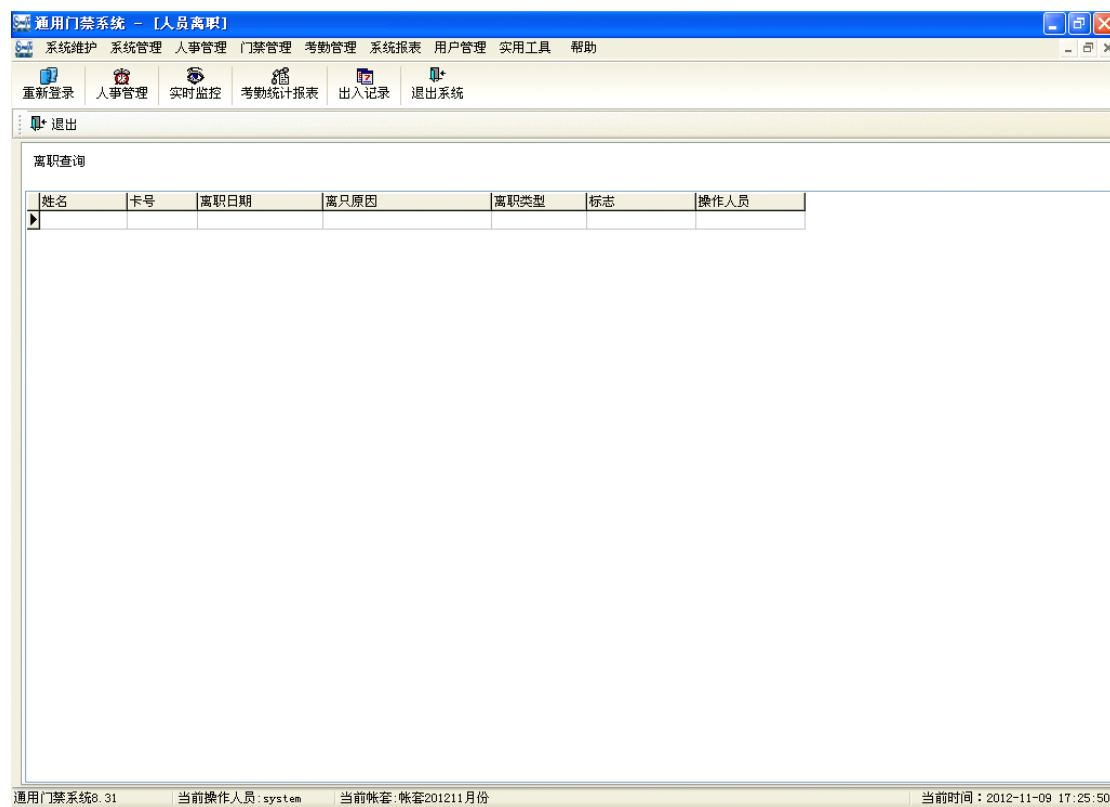 通用门禁系统 - [人员离职]
系统维护 系统管理 人事管理 门禁管理 考勤管理 系统报表 用户管理 实用工具 帮助
重新登录 人事管理 实时监控 考勤统计报表 出入记录 退出系统
退出
离职查询
姓名 卡号 离职日期 离只原因 离职类型 标志 操作人员
通用门禁系统8.31 当前操作人员:system 当前帐套:帐套201211月份 当前时间：2012-11-09 17:25:50